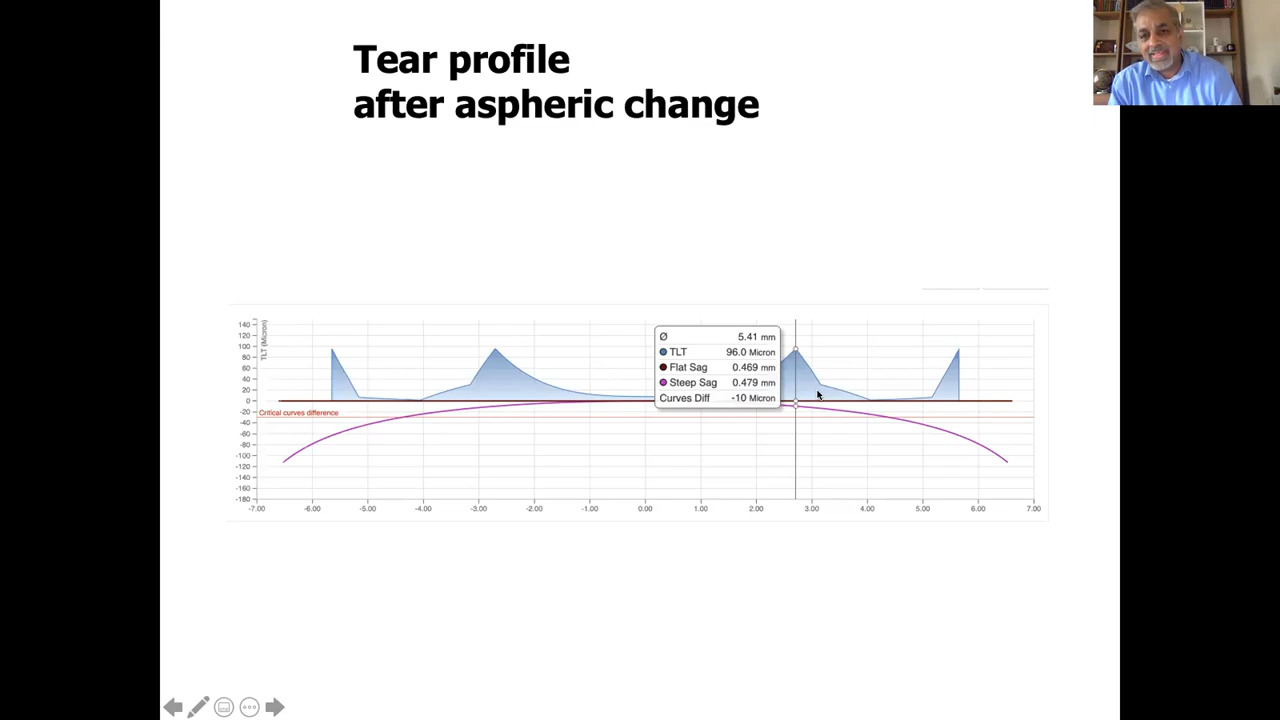 Tear profile
after aspheric change
TLT (Micron)
140
120
100
80
60
40
20
0
-20
-40
-60
-80
-100
-120
-140
-160
-180
Critical curves difference
Ø 5.41 mm
TLT 96.0 Micron
Flat Sag 0.469 mm
Steep Sag 0.479 mm
Curves Diff -10 Micron
-7.00 -6.00 -5.00 -4.00 -3.00 -2.00 -1.00 0.00 1.00 2.00 3.00 4.00 5.00 6.00 7.00